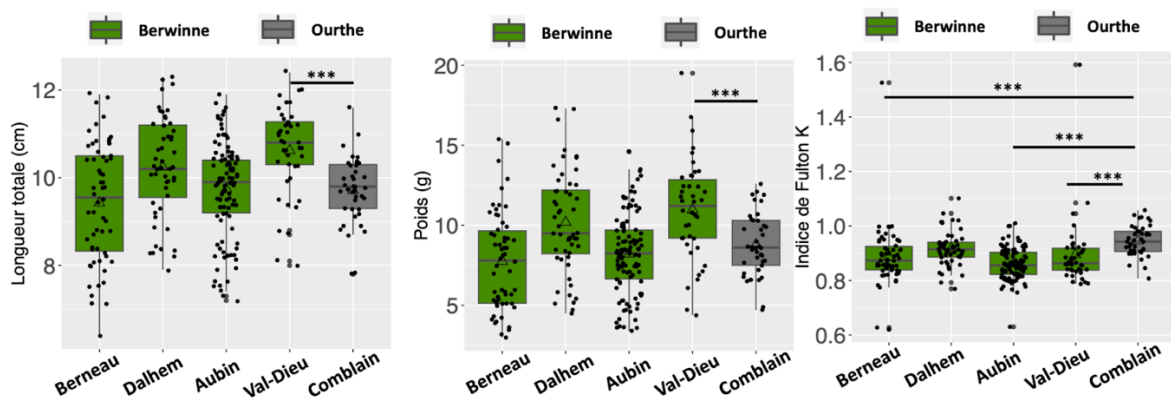 Berwinne Ourthe
Longueur totale (cm)
12
10
8
***
Berneau Dalhem Aubin Val-Dieu Comblain
Berwinne Ourthe
Poids (g)
20
15
10
5
***
Berneau Dalhem Aubin Val-Dieu Comblain
Berwinne Ourthe
Indice de Fulton K
1.6
1.4
1.2
1.0
0.8
0.6
***
***
***
Berneau Dalhem Aubin Val-Dieu Comblain